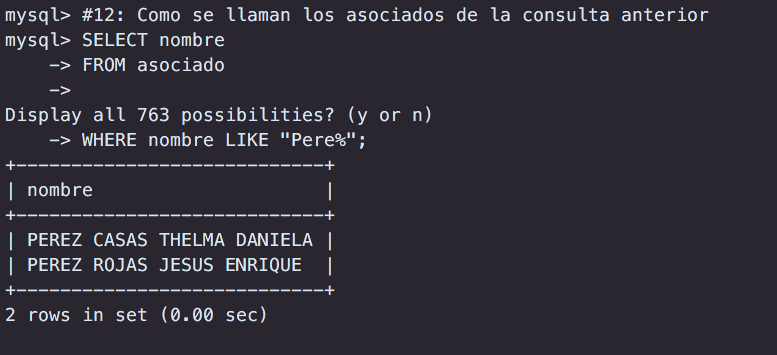 mysql> #12: Como se llaman los asociados de la consulta anterior
mysql> SELECT nombre
    -> FROM asociado
    ->
Display all 763 possibilities? (y or n)
    -> WHERE nombre LIKE "Pere%";
+----------------------------+
| nombre                     |
+----------------------------+
| PEREZ CASAS THELMA DANIELA |
| PEREZ ROJAS JESUS ENRIQUE  |
+----------------------------+
2 rows in set (0.00 sec)